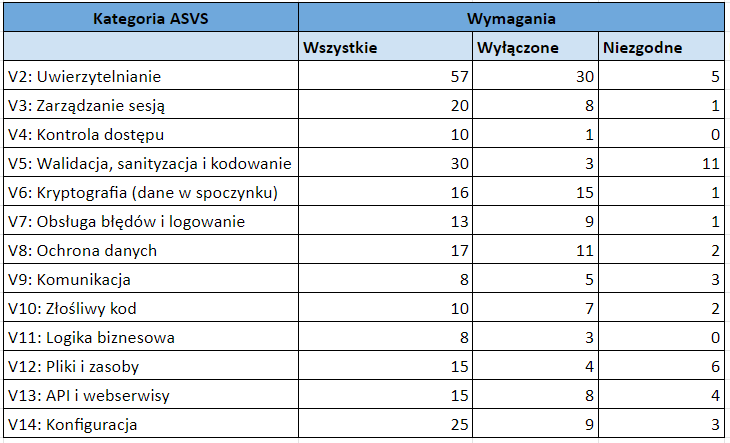 Kategoria ASVS Wymagania
Wszystkie Wyłączone Niezgodne
V2: Uwierzytelnianie 57 30 5
V3: Zarządzanie sesją 20 8 1
V4: Kontrola dostępu 10 1 0
V5: Walidacja, sanityzacja i kodowanie 30 3 11
V6: Kryptografia (dane w spoczynku) 16 15 1
V7: Obsługa błędów i logowanie 13 9 1
V8: Ochrona danych 17 11 2
V9: Komunikacja 8 5 3
V10: Złośliwy kod 10 7 2
V11: Logika biznesowa 8 3 0
V12: Pliki i zasoby 15 4 6
V13: API i webserwisy 15 8 4
V14: Konfiguracja 25 9 3